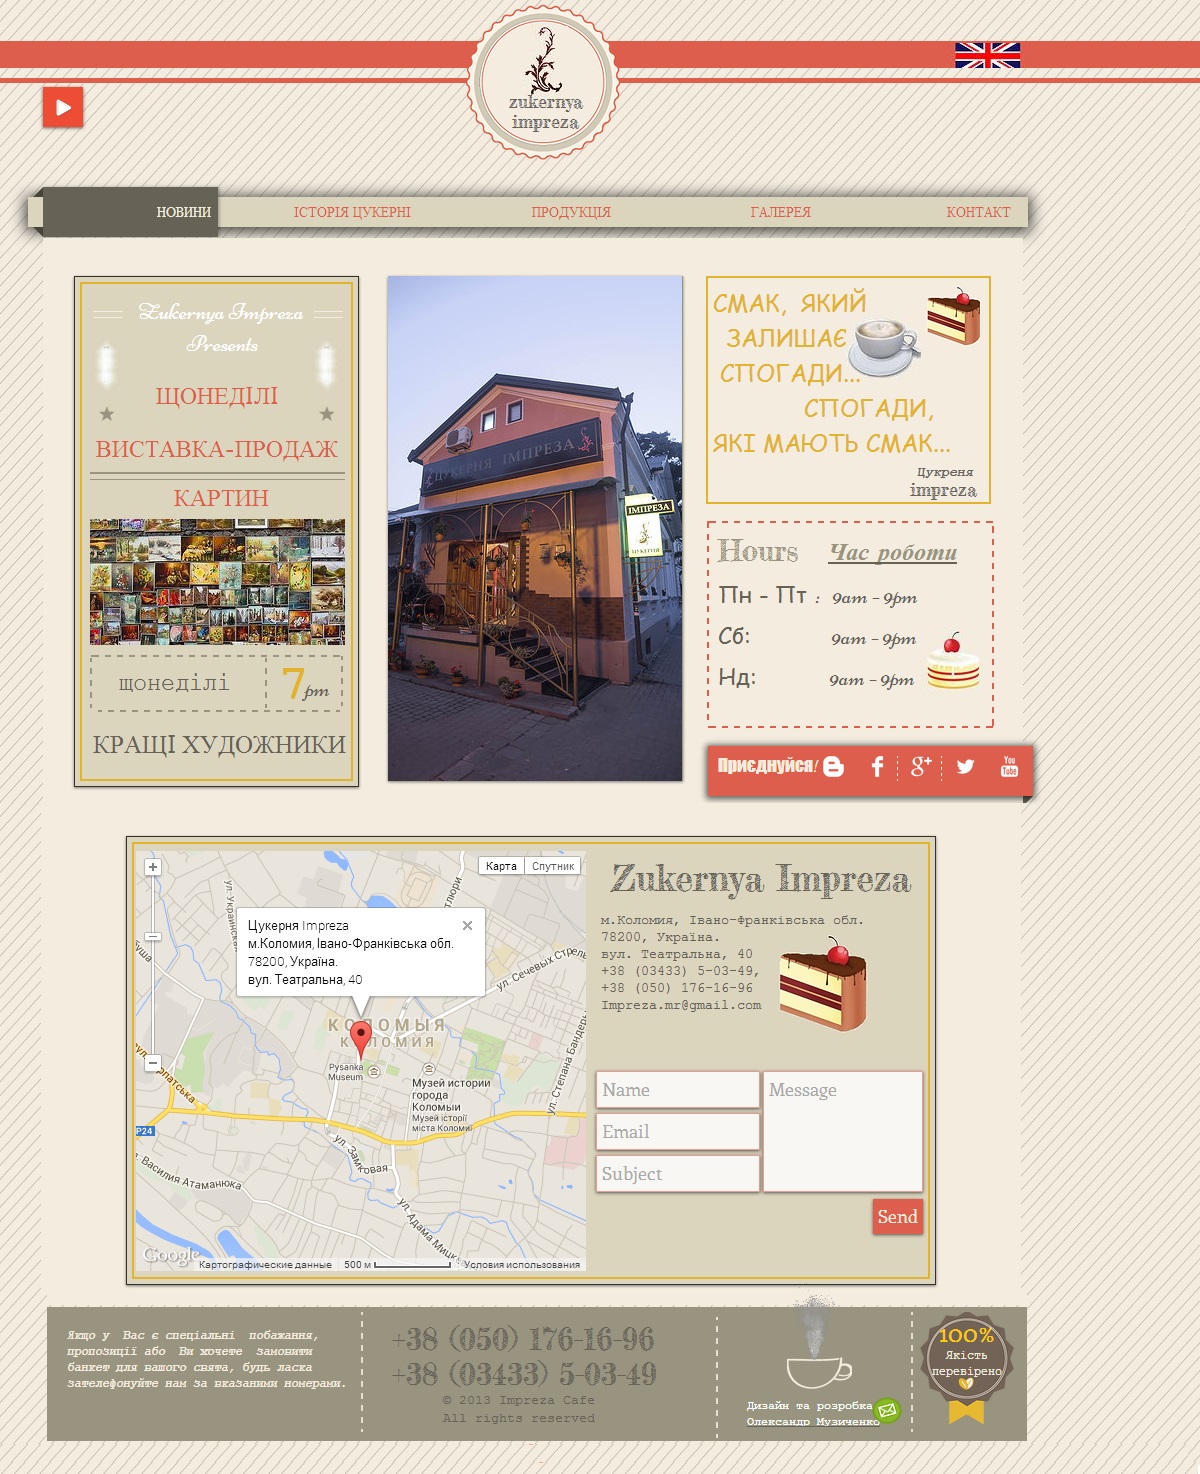 zukernya
impreza
НОВИНИ
ІСТОРІЯ ЦУКЕРНІ
ПРОДУКЦІЯ
ГАЛЕРЕЯ
КОНТАКТ
Zukernya Impreza
Presents
ЩОНЕДІЛІ
ВИСТАВКА-ПРОДАЖ
КАРТИН
щонеділі
7pm
КРАЩІ ХУДОЖНИКИ
ЦУКЕРНЯ ІМПРЕЗА
ІМПРЕЗА
ЦУКЕРНЯ
СМАК, ЯКИЙ
ЗАЛИШАЄ
СПОГАДИ...
СПОГАДИ,
ЯКІ МАЮТЬ СМАК...
Цукреня
impreza
Hours Час роботи
Пн - Пт : 9am - 9pm
Сб: 9am - 9pm
Нд: 9am - 9pm
Приєднуйся!
You
Tube
Карта Спутник
Цукерня Impreza
м.Коломия, Івано-Франківська обл.
78200, Україна.
вул. Театральна, 40
КОЛОМЫЯ
КОЛОМИЯ
Pysanka
Museum
Музей истории
города
Коломыи
Музей історії
міста Коломиї
ул. Сечевых Стрель
ул. Степана Бандеры
ул. Замковая
ул. Адама Мицк
Василия Атаманюка
P24
Google
Картографические данные 500 м Условия использования
Zukernya Impreza
м.Коломия, Івано-Франківська обл.
78200, Україна.
вул. Театральна, 40
+38 (03433) 5-03-49,
+38 (050) 176-16-96
Impreza.mr@gmail.com
Name
Message
Email
Subject
Send
Якщо у Вас є спеціальні побажання,
пропозиції або Ви хочете замовити
банкет для вашого свята, будь ласка
зателефонуйте нам за вказаними номерами.
+38 (050) 176-16-96
+38 (03433) 5-03-49
© 2013 Impreza Cafe
All rights reserved
Дизайн та розробка
Олександр Музиченко
100%
Якість
перевірено